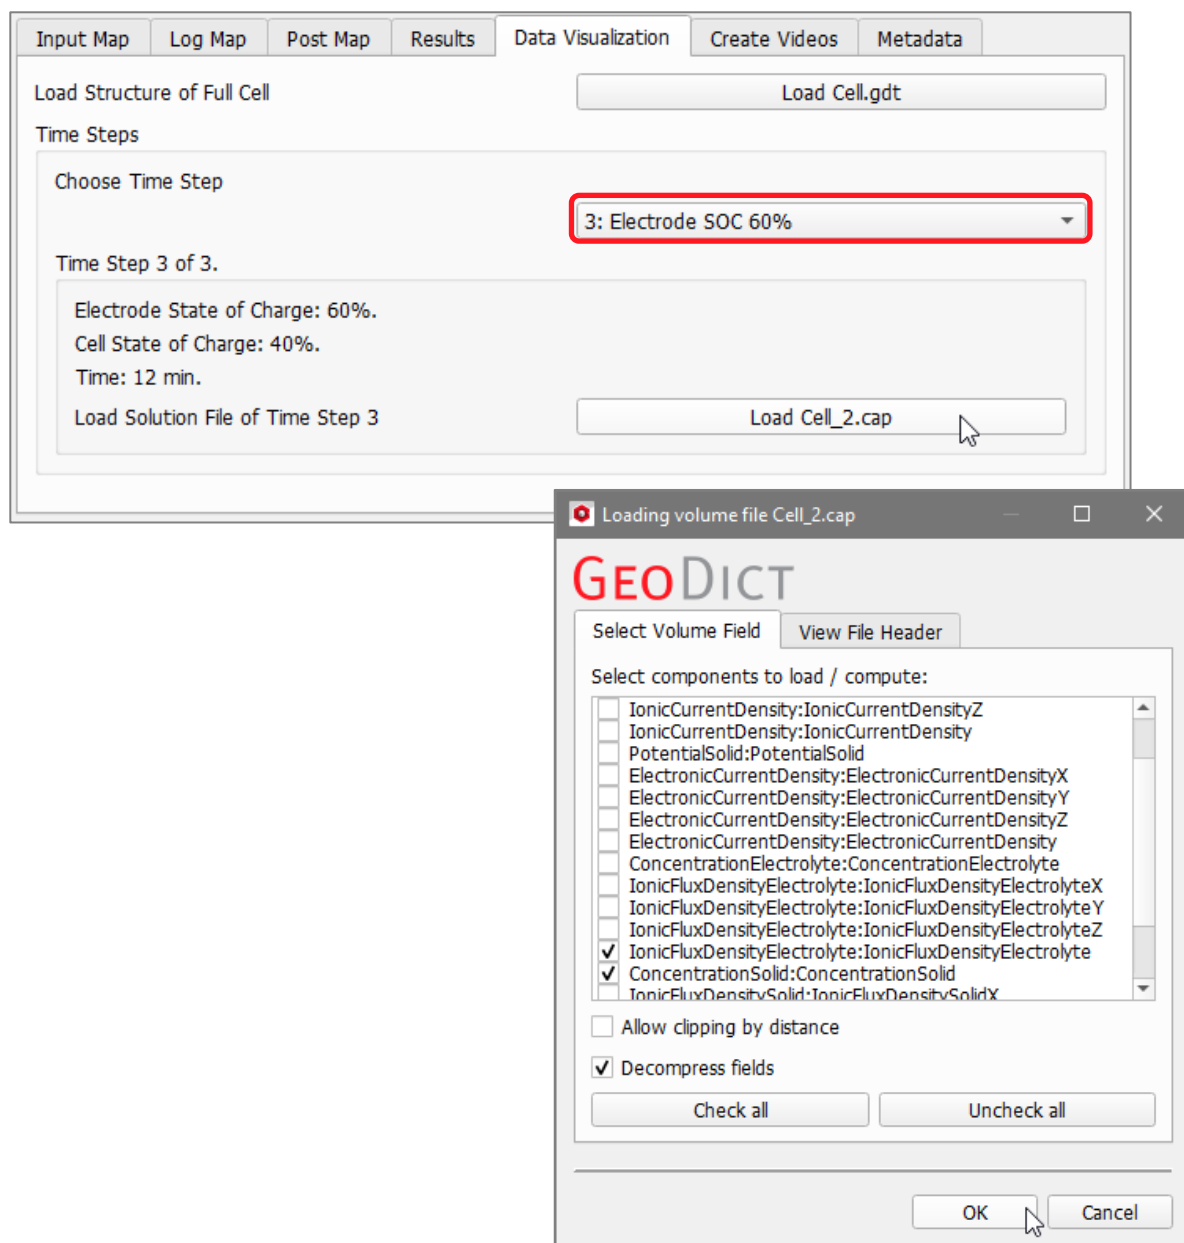 Input Map Log Map Post Map Results Data Visualization Create Videos Metadata
Load Structure of Full Cell Load Cell.gdt
Time Steps
Choose Time Step
3: Electrode SOC 60%
Time Step 3 of 3.
Electrode State of Charge: 60%.
Cell State of Charge: 40%.
Time: 12 min.
Load Solution File of Time Step 3 Load Cell_2.cap
Loading volume file Cell_2.cap
GEODICT
Select Volume Field View File Header
Select components to load / compute:
IonicCurrentDensity:IonicCurrentDensityZ
IonicCurrentDensity:IonicCurrentDensity
PotentialSolid:PotentialSolid
ElectronicCurrentDensity:ElectronicCurrentDensityX
ElectronicCurrentDensity:ElectronicCurrentDensityY
ElectronicCurrentDensity:ElectronicCurrentDensityZ
ElectronicCurrentDensity:ElectronicCurrentDensity
ConcentrationElectrolyte:ConcentrationElectrolyte
IonicFluxDensityElectrolyte:IonicFluxDensityElectrolyteX
IonicFluxDensityElectrolyte:IonicFluxDensityElectrolyteY
IonicFluxDensityElectrolyte:IonicFluxDensityElectrolyteZ
IonicFluxDensityElectrolyte:IonicFluxDensityElectrolyte
ConcentrationSolid:ConcentrationSolid
IonicFluxDensitySolid:IonicFluxDensitySolidX
Allow clipping by distance
Decompress fields
Check all Uncheck all
OK Cancel